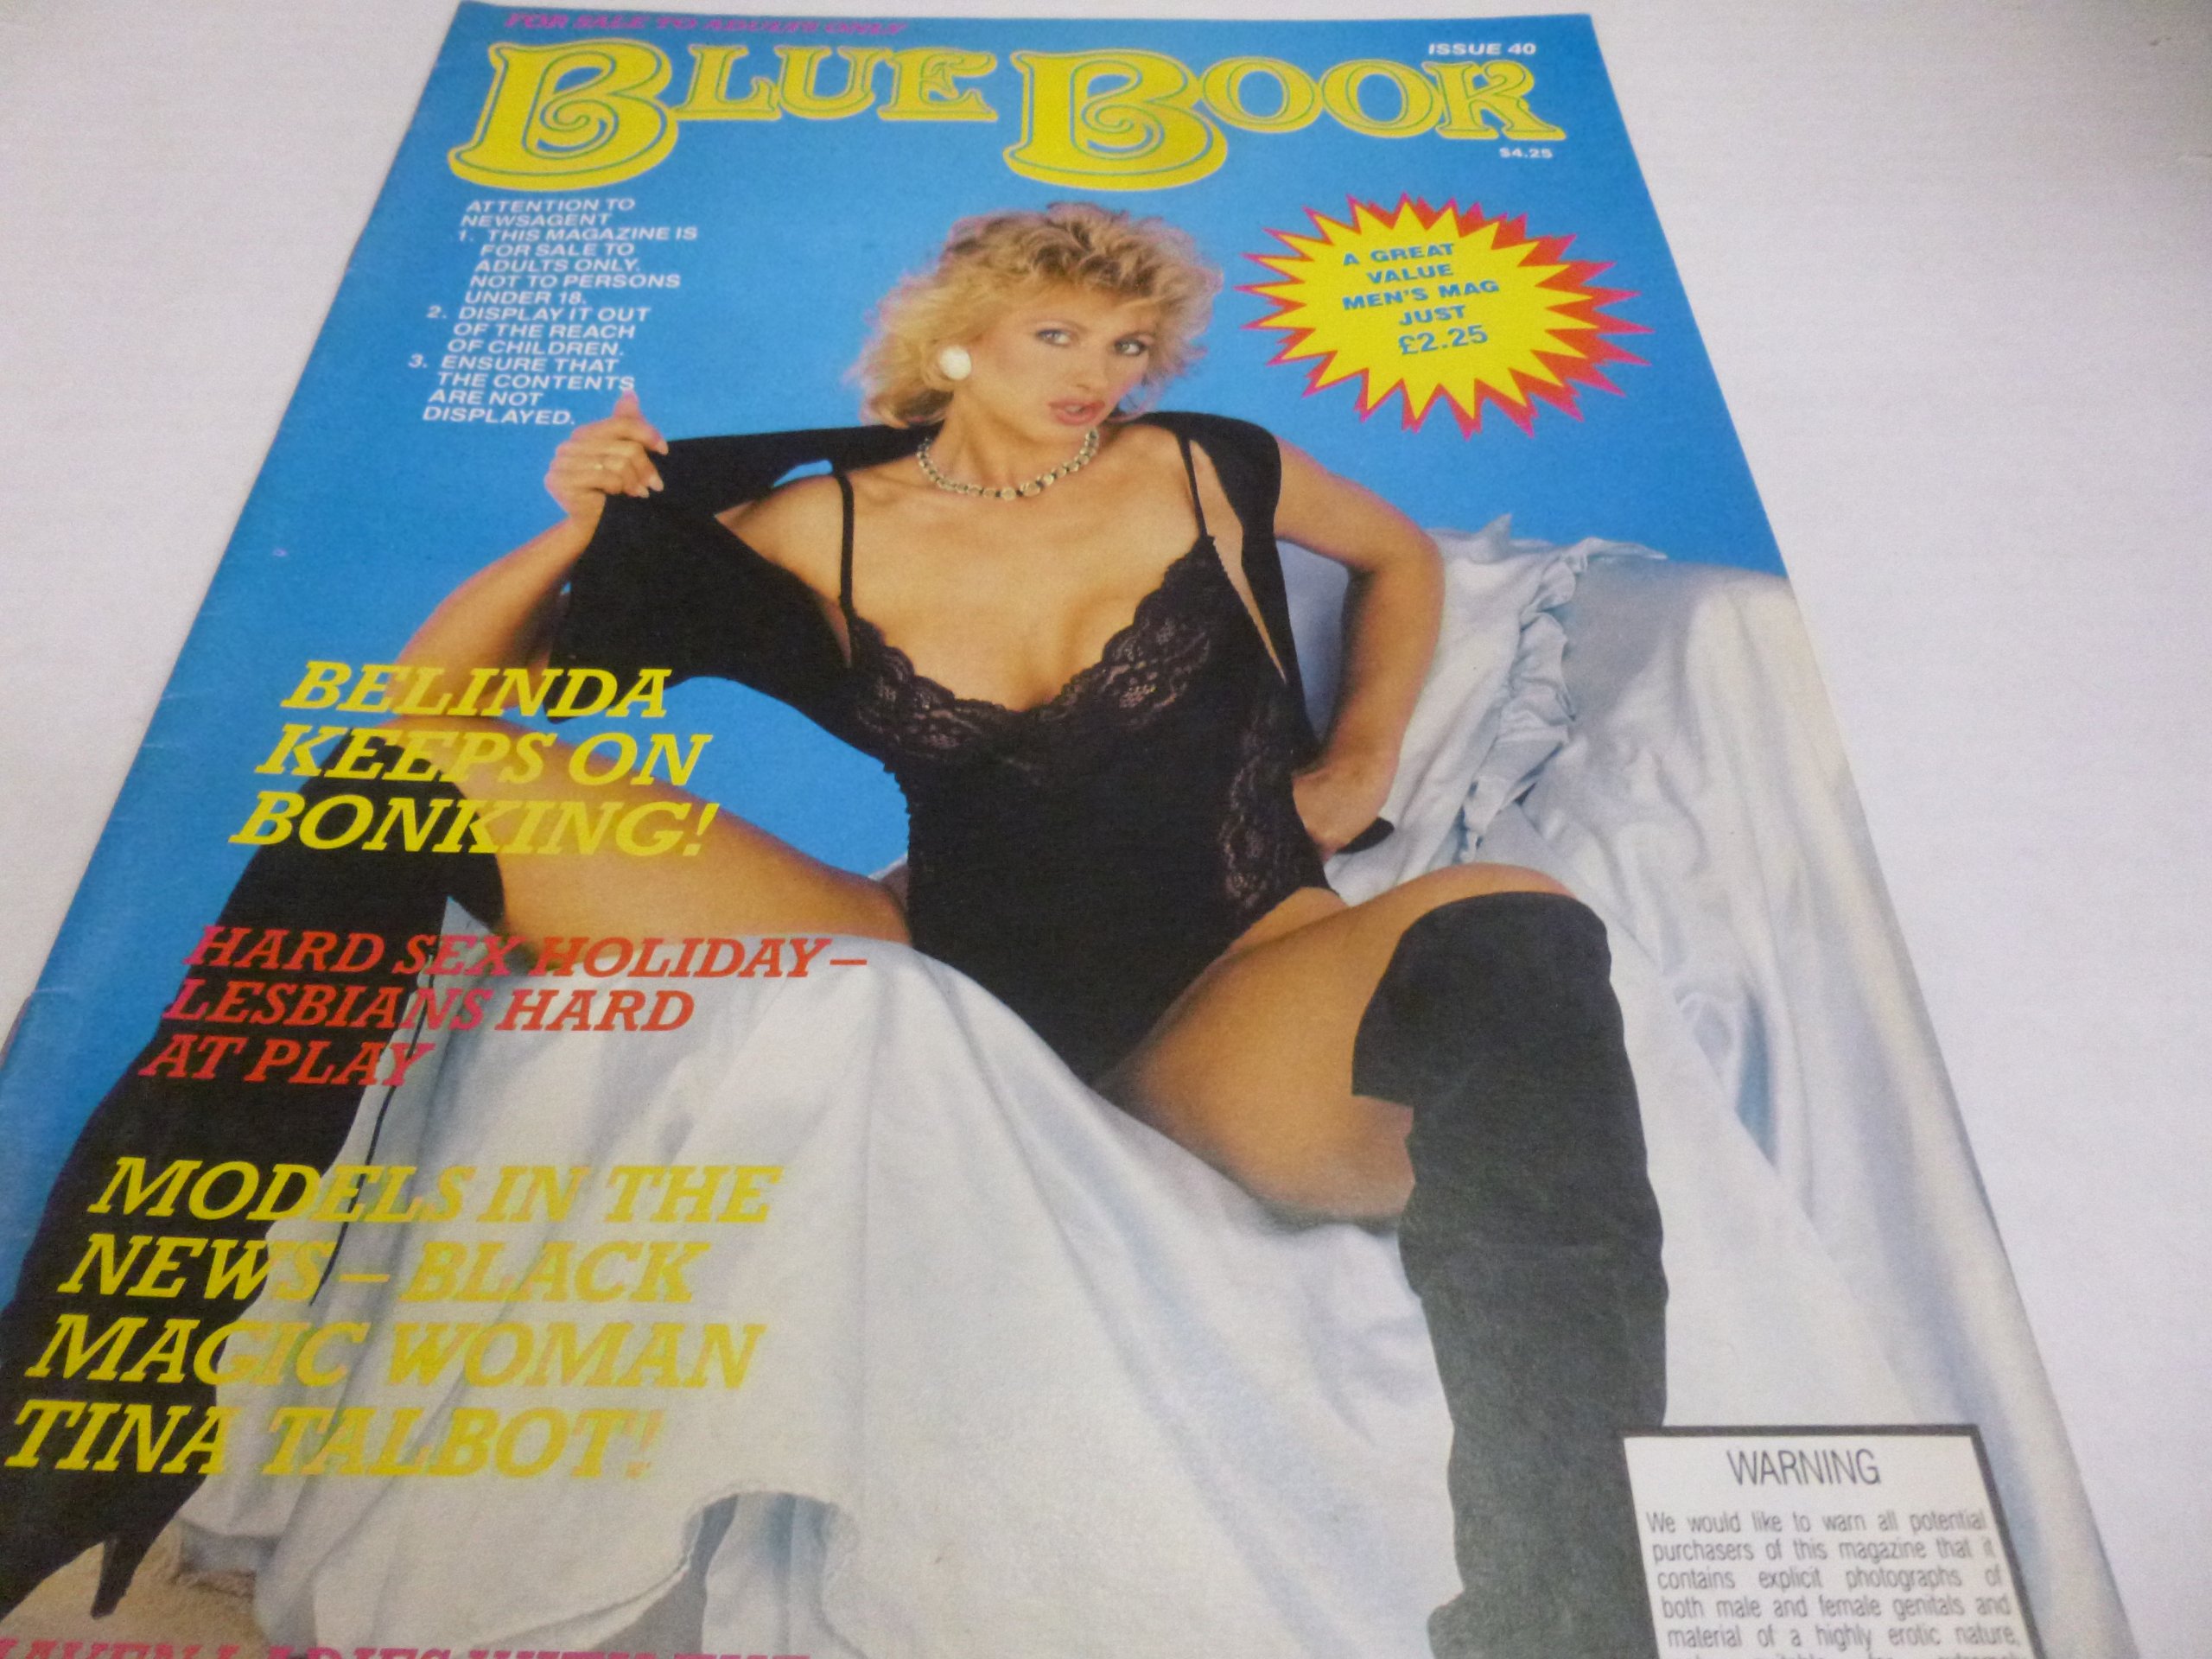 FOR SALE TO ADULTS ONLY
ISSUE 40
BLUE BOOK
$4.25
ATTENTION TO
NEWSAGENT
1. THIS MAGAZINE IS
FOR SALE TO
ADULTS ONLY.
NOT TO PERSONS
UNDER 18.
2. DISPLAY IT OUT
OF THE REACH
OF CHILDREN.
3. ENSURE THAT
THE CONTENTS
ARE NOT
DISPLAYED.
A GREAT
VALUE
MEN'S MAG
JUST
£2.25
BELINDA
KEEPS ON
BONKING!
HARD SEX HOLIDAY–
LESBIANS HARD
AT PLAY
MODELS IN THE
NEWS – BLACK
MAGIC WOMAN
TINA TALBOT!
WARNING
We would like to warn all potential
purchasers of this magazine that it
contains explicit photographs of
both male and female genitals and
material of a highly erotic nature,